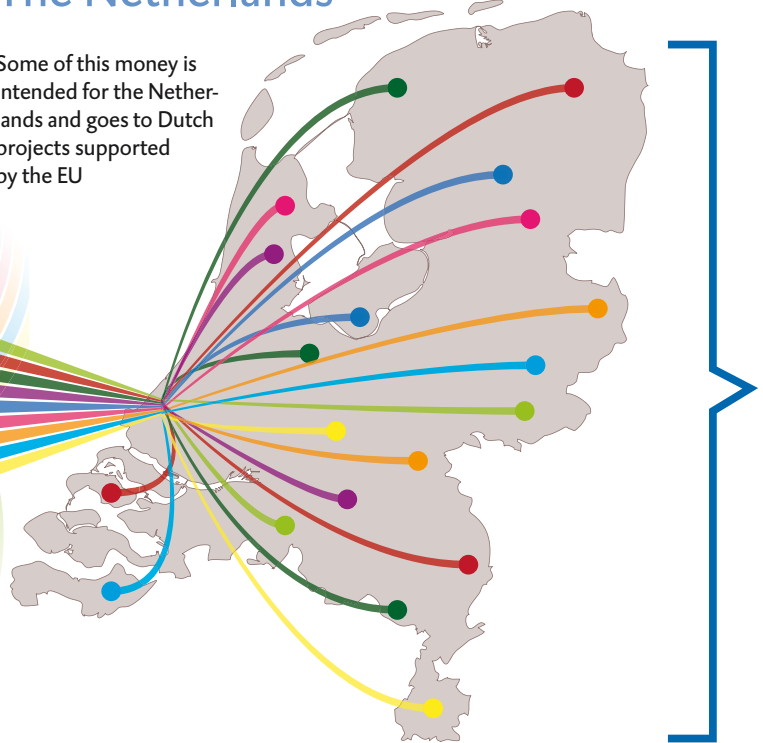 The Netherlands
Some of this money is
intended for the Nether-
lands and goes to Dutch
projects supported
by the EU